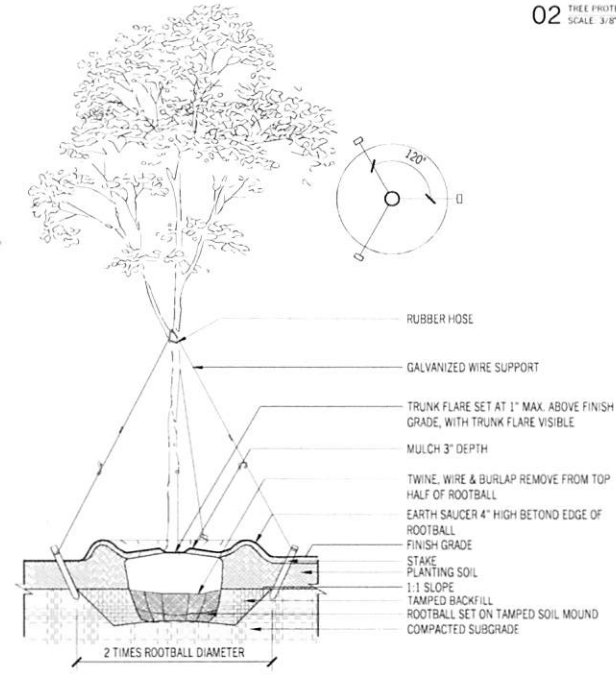 02
SCALE: 3/8"
120°
RUBBER HOSE
GALVANIZED WIRE SUPPORT
TRUNK FLARE SET AT 1" MAX. ABOVE FINISH
GRADE, WITH TRUNK FLARE VISIBLE
MULCH 3" DEPTH
TWINE, WIRE & BURLAP REMOVE FROM TOP
HALF OF ROOTBALL
EARTH SAUCER 4" HIGH BETOND EDGE OF
ROOTBALL
FINISH GRADE
STAKE
PLANTING SOIL
1:1 SLOPE
TAMPED BACKFILL
ROOTBALL SET ON TAMPED SOIL MOUND
COMPACTED SUBGRADE
2 TIMES ROOTBALL DIAMETER